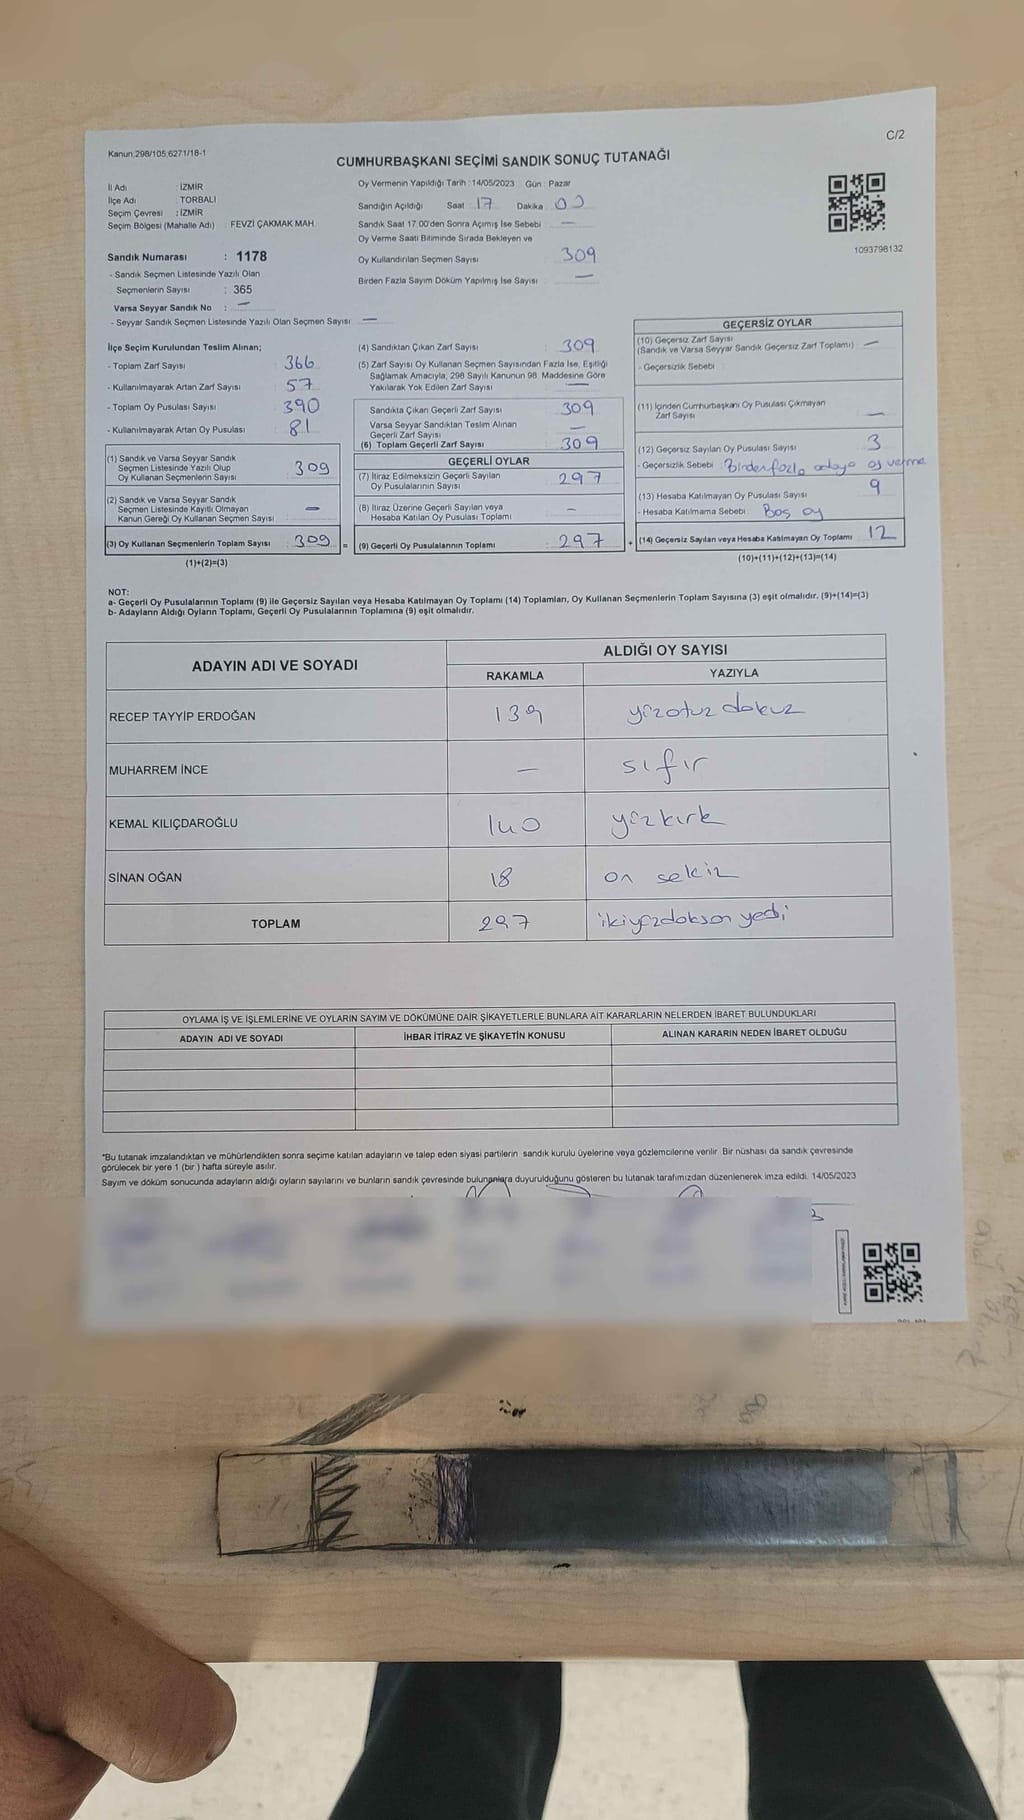 C/2
Kanun:298/105,6271/18-1
CUMHURBAŞKANI SEÇİMİ SANDIK SONUÇ TUTANAĞI
İl Adı : İZMİR
İlçe Adı : TORBALI
Seçim Çevresi : İZMİR
Seçim Bölgesi (Mahalle Adı) : FEVZİ ÇAKMAK MAH.
Sandık Numarası : 1178
- Sandık Seçmen Listesinde Yazılı Olan
Seçmenlerin Sayısı : 365
Varsa Seyyar Sandık No : —
- Seyyar Sandık Seçmen Listesinde Yazılı Olan Seçmen Sayısı : —
Oy Vermenin Yapıldığı Tarih : 14/05/2023 Gün : Pazar
Sandığın Açıldığı Saat 17 Dakika 00
Sandık Saat 17:00'den Sonra Açımış İse Sebebi : —
Oy Verme Saati Bitiminde Sırada Bekleyen ve
Oy Kullandırılan Seçmen Sayısı 309
Birden Fazla Sayım Döküm Yapılmış İse Sayısı : —
1093798132
İlçe Seçim Kurulundan Teslim Alınan;
- Toplam Zarf Sayısı : 366
- Kullanılmayarak Artan Zarf Sayısı : 57
- Toplam Oy Pusulası Sayısı : 390
- Kullanılmayarak Artan Oy Pusulası : 81
(1) Sandık ve Varsa Seyyar Sandık
Seçmen Listesinde Yazılı Olup
Oy Kullanan Seçmenlerin Sayısı 309
(2) Sandık ve Varsa Seyyar Sandık
Seçmen Listesinde Kayıtlı Olmayan
Kanun Gereği Oy Kullanan Seçmen Sayısı —
(3) Oy Kullanan Seçmenlerin Toplam Sayısı 309 =
(1)+(2)=(3)
(4) Sandıktan Çıkan Zarf Sayısı : 309
(5) Zarf Sayısı Oy Kullanan Seçmen Sayısından Fazla İse, Eşitliği
Sağlamak Amacıyla, 298 Sayılı Kanunun 98. Maddesine Göre
Yakılarak Yok Edilen Zarf Sayısı : —
Sandıkta Çıkan Geçerli Zarf Sayısı : 309
Varsa Seyyar Sandıktan Teslim Alınan
Geçerli Zarf Sayısı : —
(6) Toplam Geçerli Zarf Sayısı : 309
GEÇERLİ OYLAR
(7) İtiraz Edilmeksizin Geçerli Sayılan
Oy Pusulalarının Sayısı : 297
(8) İtiraz Üzerine Geçerli Sayılan veya
Hesaba Katılan Oy Pusulası Toplamı : —
(9) Geçerli Oy Pusulalarının Toplamı : 297 +
GEÇERSİZ OYLAR
(10) Geçersiz Zarf Sayısı
(Sandık ve Varsa Seyyar Sandık Geçersiz Zarf Toplamı) : —
- Geçersizlik Sebebi :
(11) İçinden Cumhurbaşkanı Oy Pusulası Çıkmayan
Zarf Sayısı : —
(12) Geçersiz Sayılan Oy Pusulası Sayısı 3
- Geçersizlik Sebebi : Birden fazla adaya oy verme
(13) Hesaba Katılmayan Oy Pusulası Sayısı 9
- Hesaba Katılmama Sebebi : Boş oy
(14) Geçersiz Sayılan veya Hesaba Katılmayan Oy Toplamı 12
(10)+(11)+(12)+(13)=(14)
NOT:
a- Geçerli Oy Pusulalarının Toplamı (9) ile Geçersiz Sayılan veya Hesaba Katılmayan Oy Toplamı (14) Toplamları, Oy Kullanan Seçmenlerin Toplam Sayısına (3) eşit olmalıdır. (9)+(14)=(3)
b- Adayların Aldığı Oyların Toplamı, Geçerli Oy Pusulalarının Toplamına (9) eşit olmalıdır.
ADAYIN ADI VE SOYADI ALDIĞI OY SAYISI
RAKAMLA YAZIYLA
RECEP TAYYİP ERDOĞAN 139 yüzotuz dokuz
MUHARREM İNCE — sıfır
KEMAL KILIÇDAROĞLU 140 yüzkırk
SİNAN OĞAN 18 on sekiz
TOPLAM 297 ikiyüzdoksan yedi
OYLAMA İŞ VE İŞLEMLERİNE VE OYLARIN SAYIM VE DÖKÜMÜNE DAİR ŞİKAYETLERLE BUNLARA AİT KARARLARIN NELERDEN İBARET BULUNDUKLARI
ADAYIN ADI VE SOYADI İHBAR İTİRAZ VE ŞİKAYETİN KONUSU ALINAN KARARIN NEDEN İBARET OLDUĞU
*Bu tutanak imzalandıktan ve mühürlendikten sonra seçime katılan adayların ve talep eden siyasi partilerin sandık kurulu üyelerine veya gözlemcilerine verilir. Bir nüshası da sandık çevresinde
görülecek bir yere 1 (bir) hafta süreyle asılır.
Sayım ve döküm sonucunda adayların aldığı oyların sayılarını ve bunların sandık çevresinde bulunanlara duyurulduğunu gösteren bu tutanak tarafımızdan düzenlenerek imza edildi. 14/05/2023